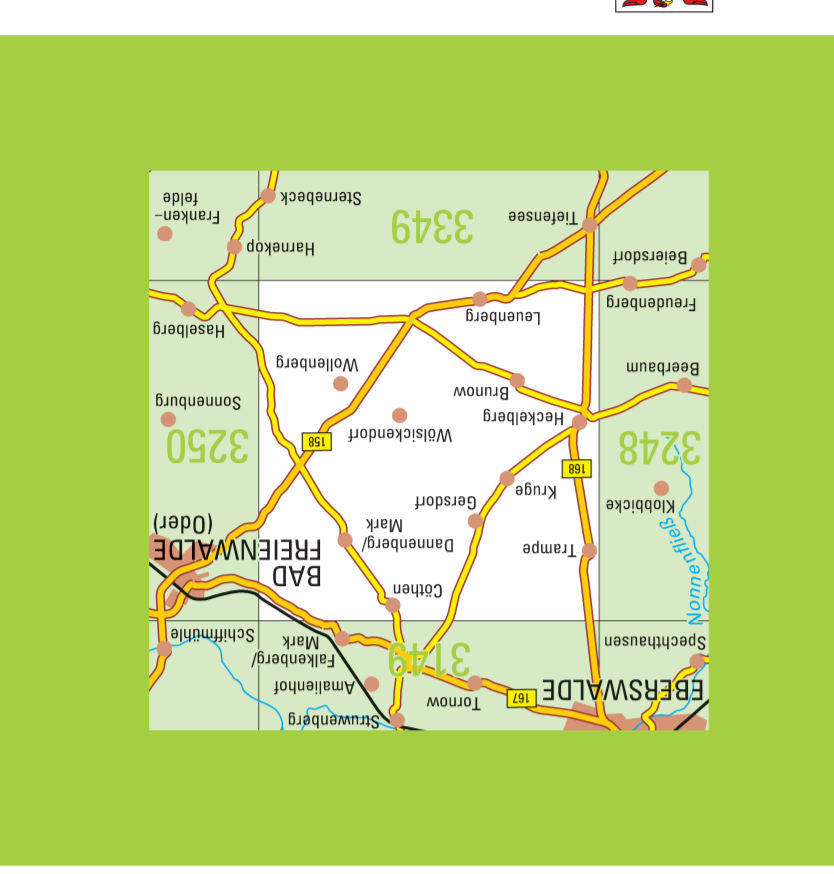 EBERSWALDE
167
Tornow
Struwenberg
Amalienhof
Spechthausen
3149
Falkenberg/
Mark
Schiffmühle
Nonnenfließ
Cöthen
BAD
FREIENWALDE
(Oder)
Trampe
Dannenberg/
Mark
Klobbicke
Kruge
Gersdorf
168
3248
158
3250
Heckelberg
Wölsickendorf
Sonnenburg
Beerbaum
Brunow
Wollenberg
Haselberg
Freudenberg
Leuenberg
Beiersdorf
Tiefensee
3349
Harnekop
Sternebeck
Franken-
felde